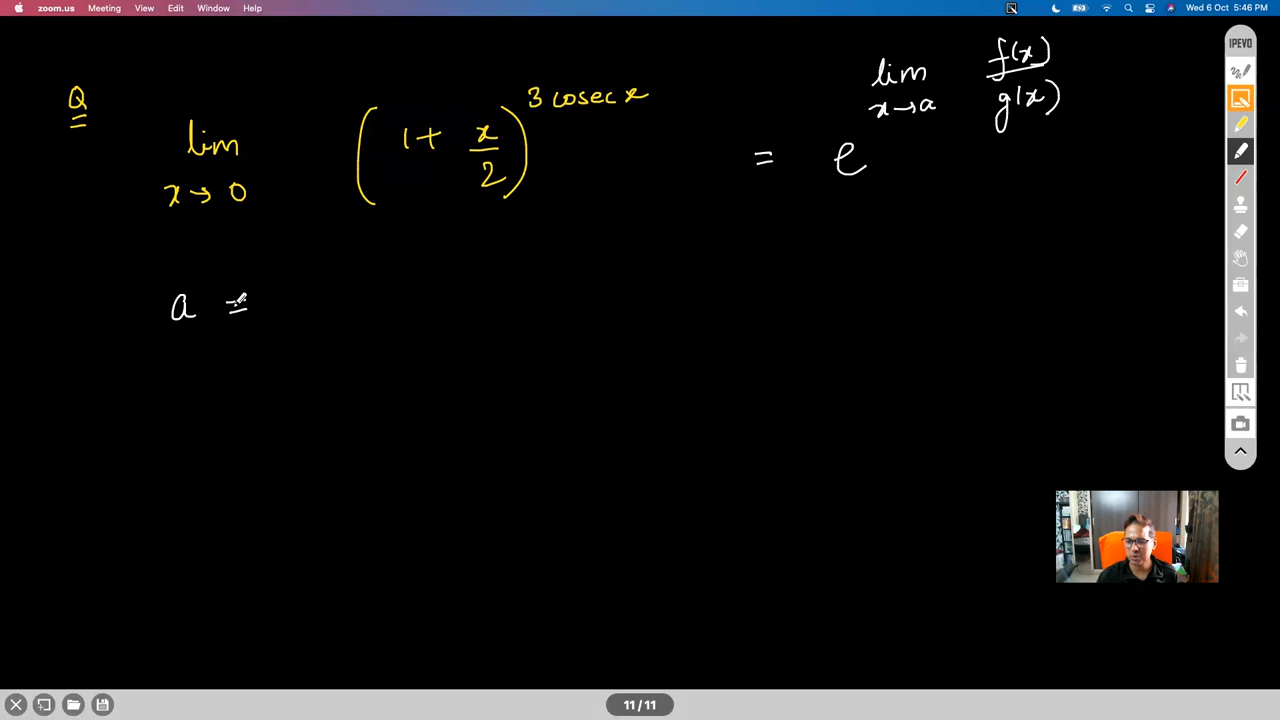 zoom.us Meeting View Edit Window Help Wed 6 Oct 5:46 PM
IPEVO
Q lim x→0 (1 + x/2)^3 cosec x = e^lim x→a f(x)/g(x)
a =
11/11